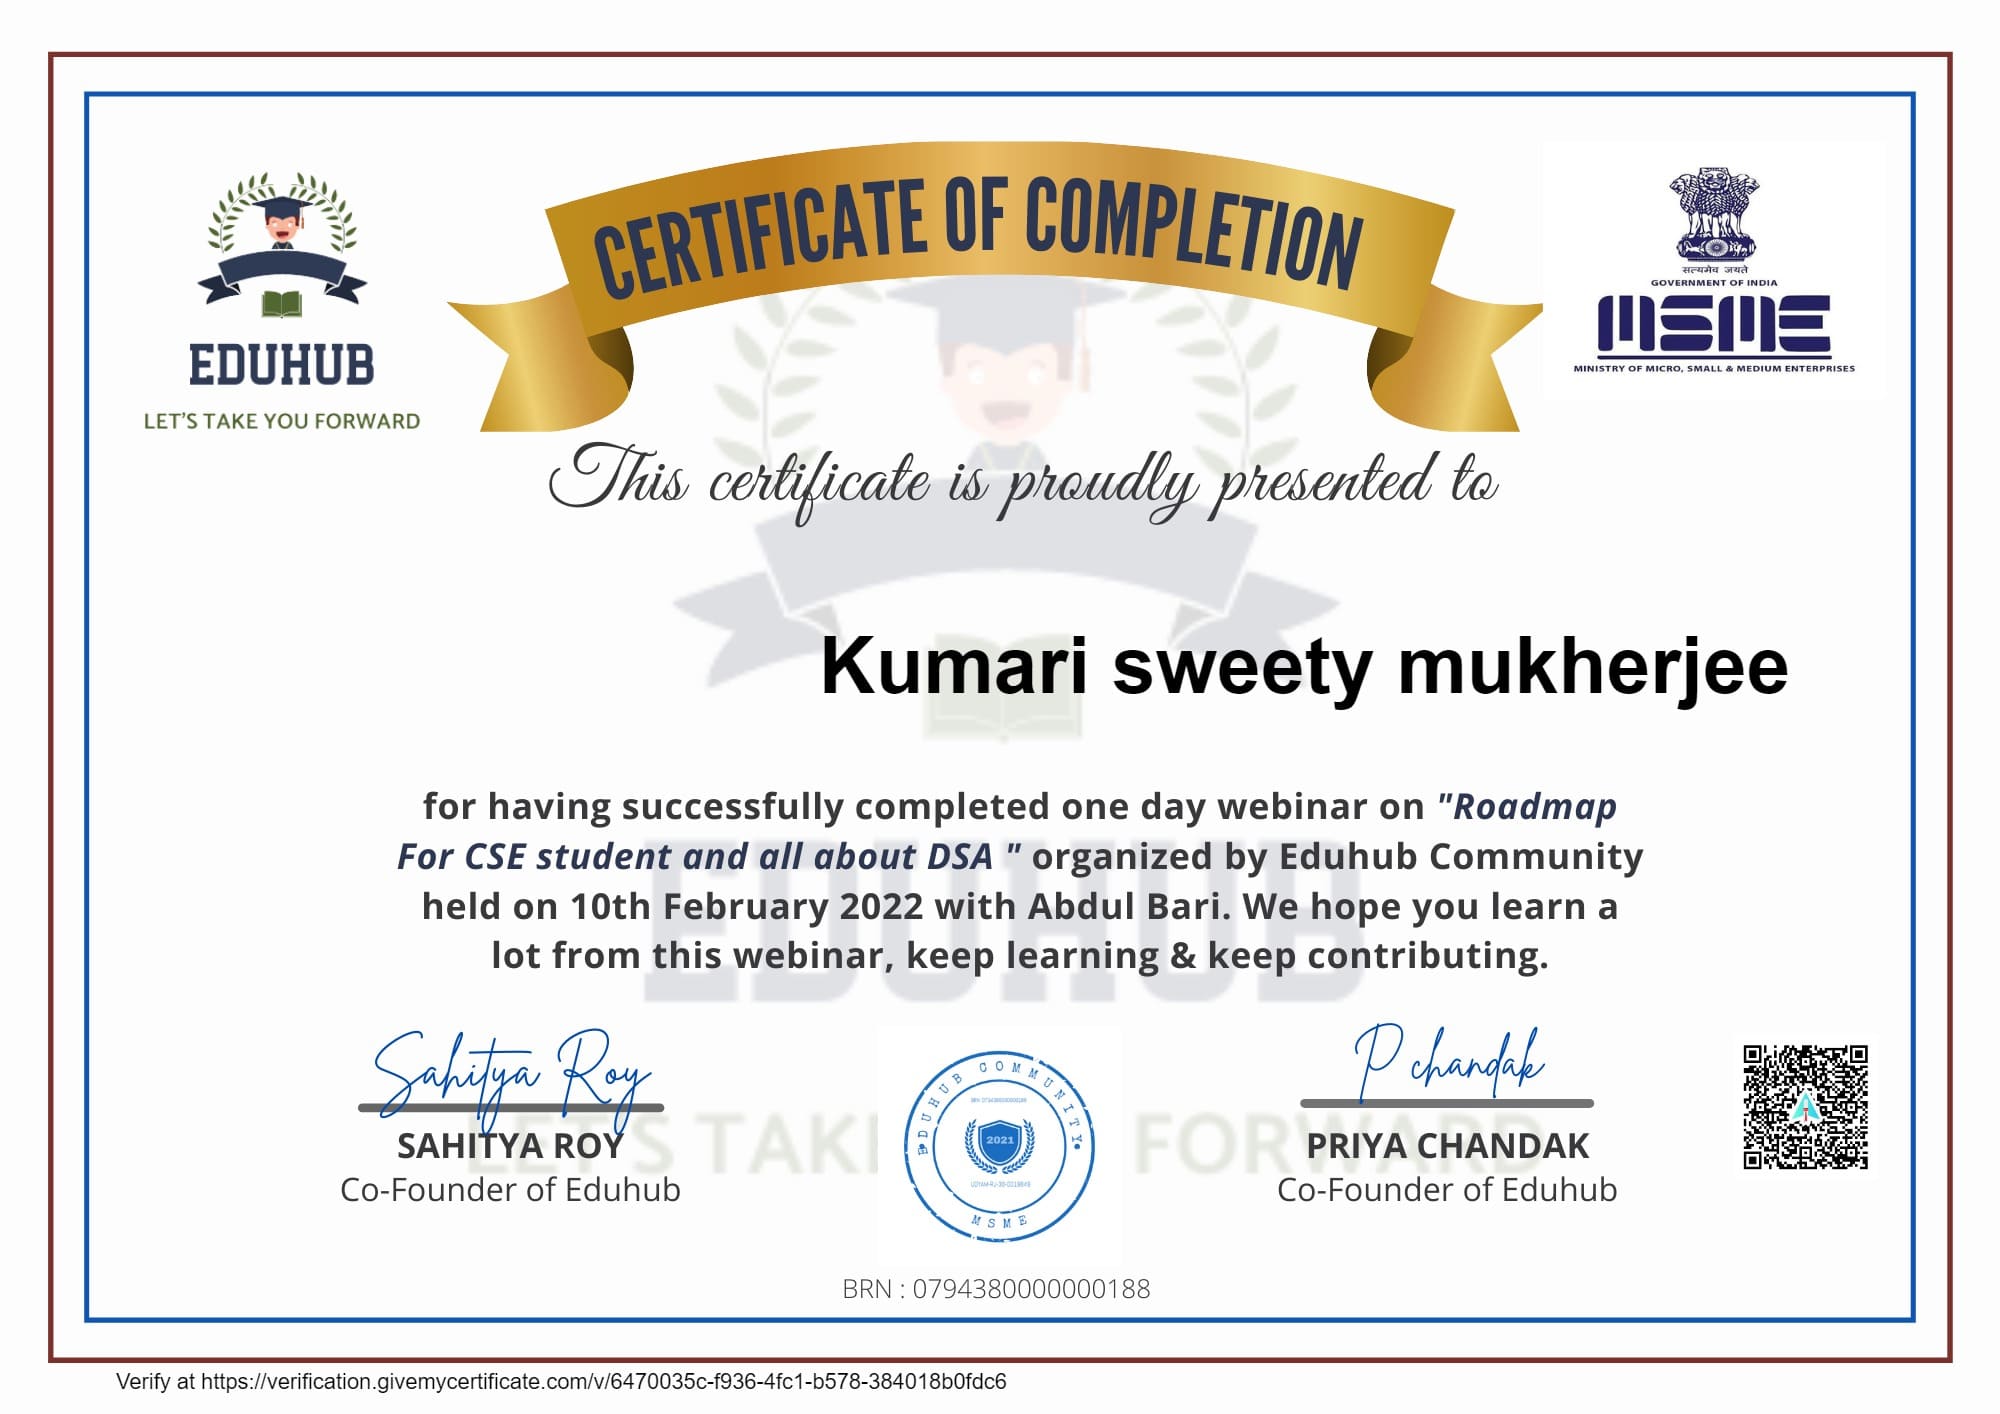 CERTIFICATE OF COMPLETION
EDUHUB
LET'S TAKE YOU FORWARD
सत्यमेव जयते
GOVERNMENT OF INDIA
MSME
MINISTRY OF MICRO, SMALL & MEDIUM ENTERPRISES
This certificate is proudly presented to
Kumari sweety mukherjee
for having successfully completed one day webinar on "Roadmap
For CSE student and all about DSA " organized by Eduhub Community
held on 10th February 2022 with Abdul Bari. We hope you learn a
lot from this webinar, keep learning & keep contributing.
EDUHUB
LET'S TAKE FORWARD
Sahitya Roy
SAHITYA ROY
Co-Founder of Eduhub
EDUHUB COMMUNITY
2021
MSME
P chandak
PRIYA CHANDAK
Co-Founder of Eduhub
BRN : 0794380000000188
Verify at https://verification.givemycertificate.com/v/6470035c-f936-4fc1-b578-384018b0fdc6